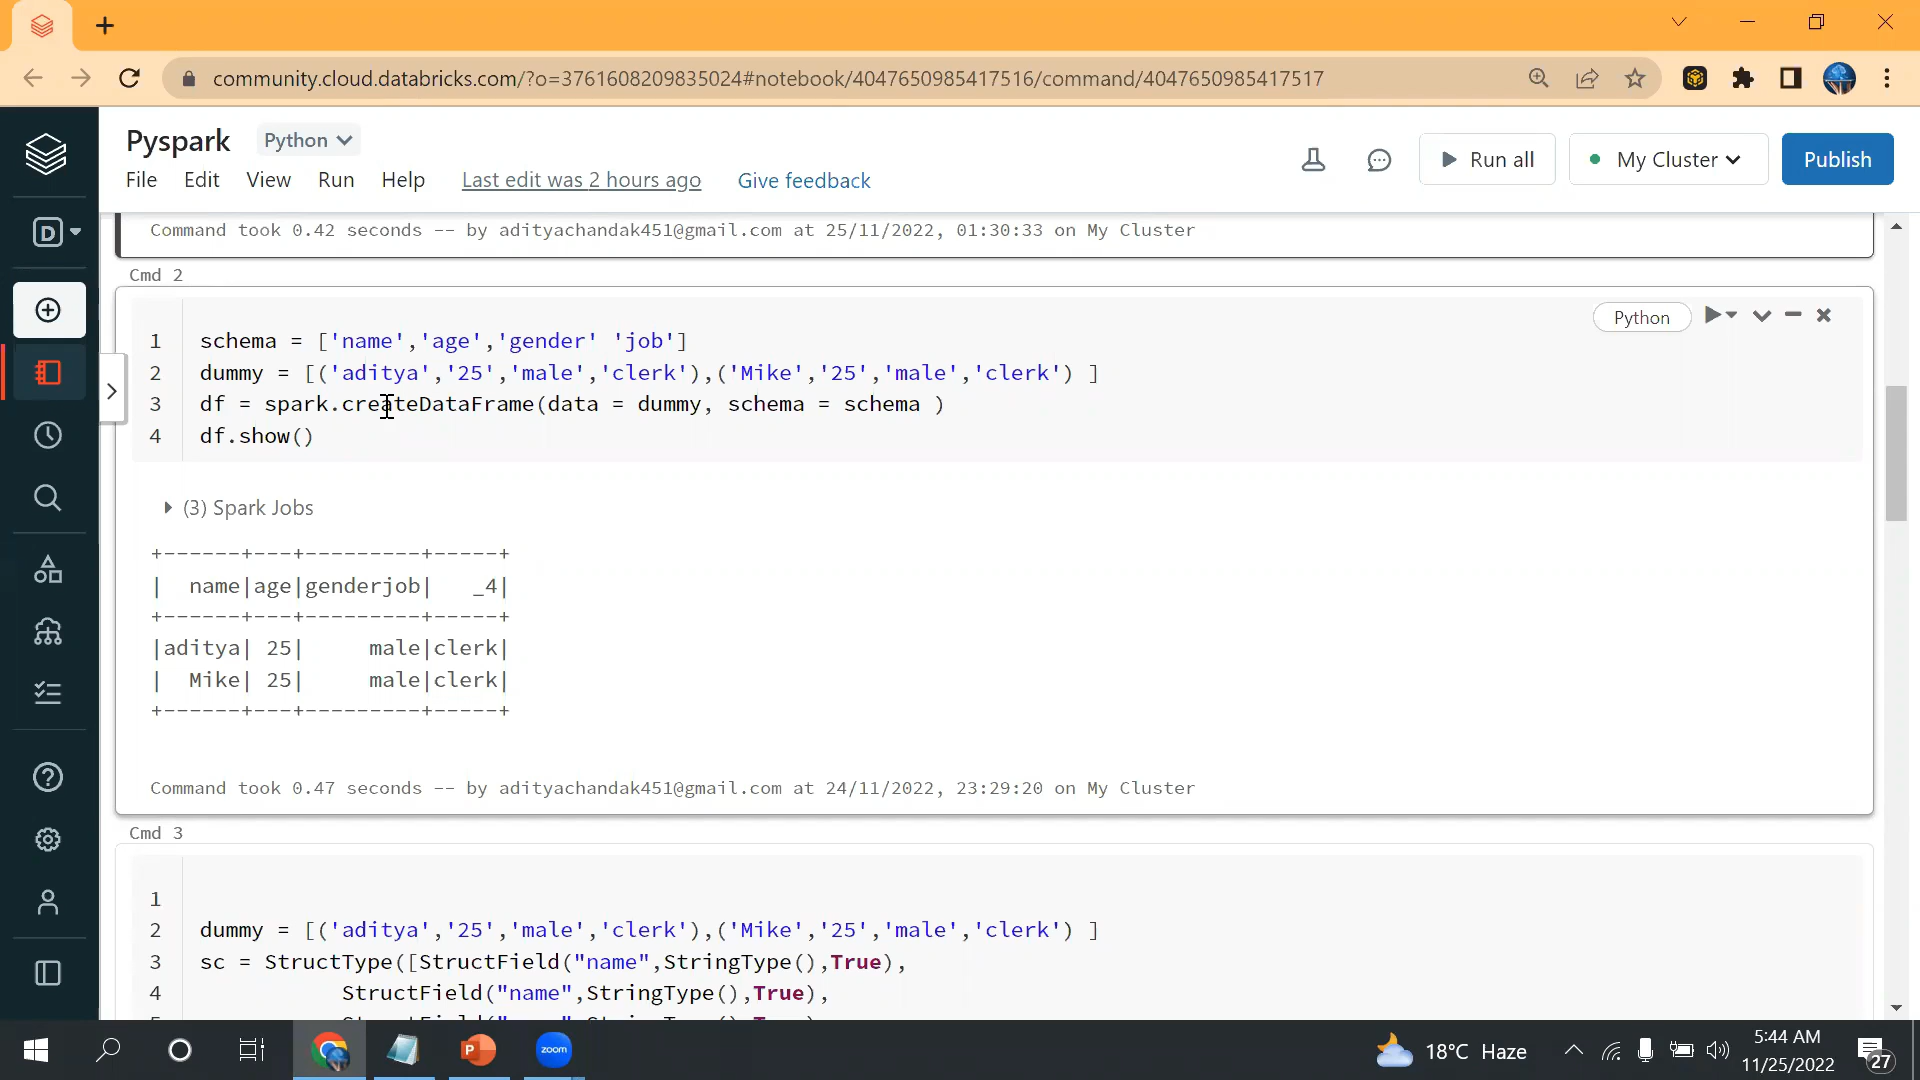 community.cloud.databricks.com/?o=3761608209835024#notebook/4047650985417516/command/4047650985417517
Pyspark Python
Run all My Cluster Publish
File Edit View Run Help Last edit was 2 hours ago Give feedback
D
Command took 0.42 seconds -- by adityachandak451@gmail.com at 25/11/2022, 01:30:33 on My Cluster
Cmd 2
Python
1 schema = ['name','age','gender' 'job']
2 dummy = [('aditya','25','male','clerk'),('Mike','25','male','clerk') ]
3 df = spark.createDataFrame(data = dummy, schema = schema )
4 df.show()
(3) Spark Jobs
+------+---+---------+-----+
|  name|age|genderjob|   _4|
+------+---+---------+-----+
|aditya| 25|     male|clerk|
|  Mike| 25|     male|clerk|
+------+---+---------+-----+
Command took 0.47 seconds -- by adityachandak451@gmail.com at 24/11/2022, 23:29:20 on My Cluster
Cmd 3
1
2 dummy = [('aditya','25','male','clerk'),('Mike','25','male','clerk') ]
3 sc = StructType([StructField("name",StringType(),True),
4 StructField("name",StringType(),True),
zoom
18°C Haze
5:44 AM
11/25/2022
27